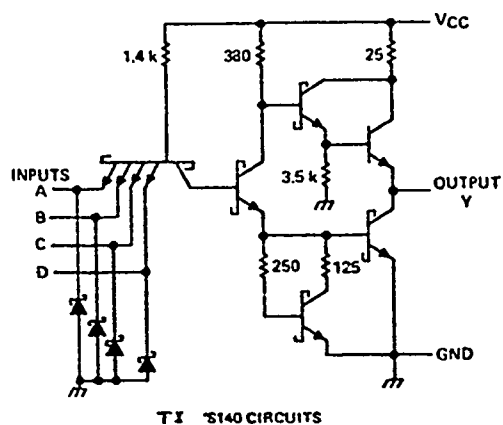 VCC
1.4 k
380
25
INPUTS
A
B
C
D
3.5 k
OUTPUT
Y
250
125
GND
TI 'S140 CIRCUITS